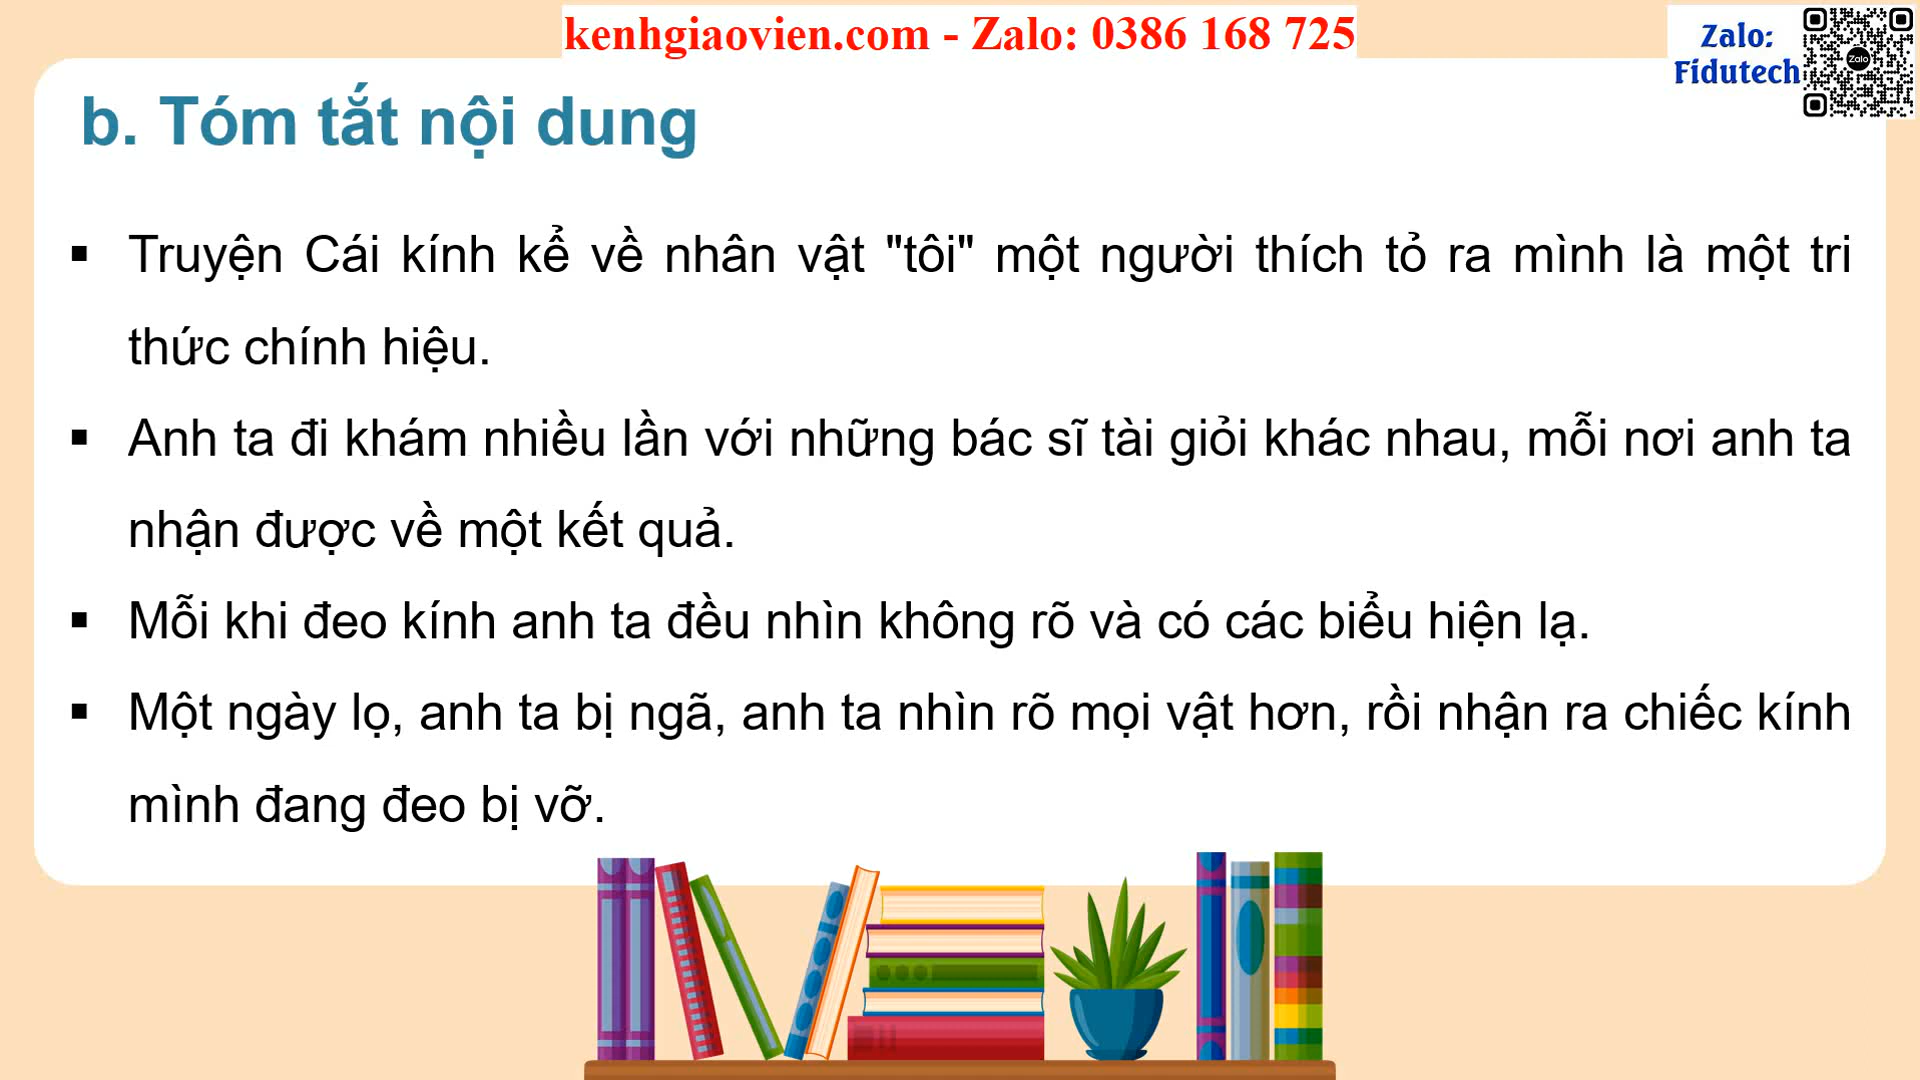 kenhgiaovien.com - Zalo: 0386 168 725
Zalo:
Fidutech
Zalo
b. Tóm tắt nội dung
▪ Truyện Cái kính kể về nhân vật "tôi" một người thích tỏ ra mình là một tri
thức chính hiệu.
▪ Anh ta đi khám nhiều lần với những bác sĩ tài giỏi khác nhau, mỗi nơi anh ta
nhận được về một kết quả.
▪ Mỗi khi đeo kính anh ta đều nhìn không rõ và có các biểu hiện lạ.
▪ Một ngày lọ, anh ta bị ngã, anh ta nhìn rõ mọi vật hơn, rồi nhận ra chiếc kính
mình đang đeo bị vỡ.